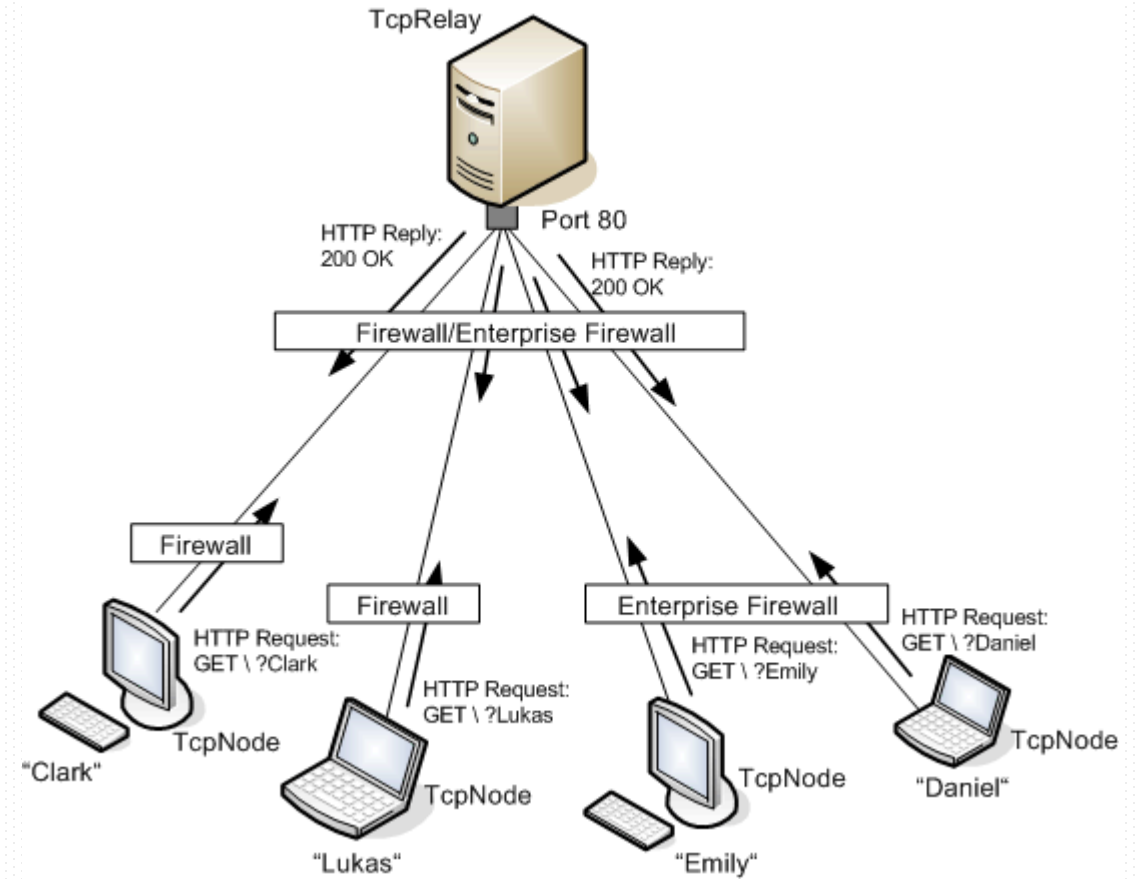 TcpRelay
Port 80
HTTP Reply:
200 OK
HTTP Reply:
200 OK
Firewall/Enterprise Firewall
Firewall
Firewall
Enterprise Firewall
HTTP Request:
GET \ ?Clark
HTTP Request:
GET \ ?Lukas
HTTP Request:
GET \ ?Emily
HTTP Request:
GET \ ?Daniel
TcpNode
“Clark“
TcpNode
“Lukas“
TcpNode
“Emily“
TcpNode
“Daniel“